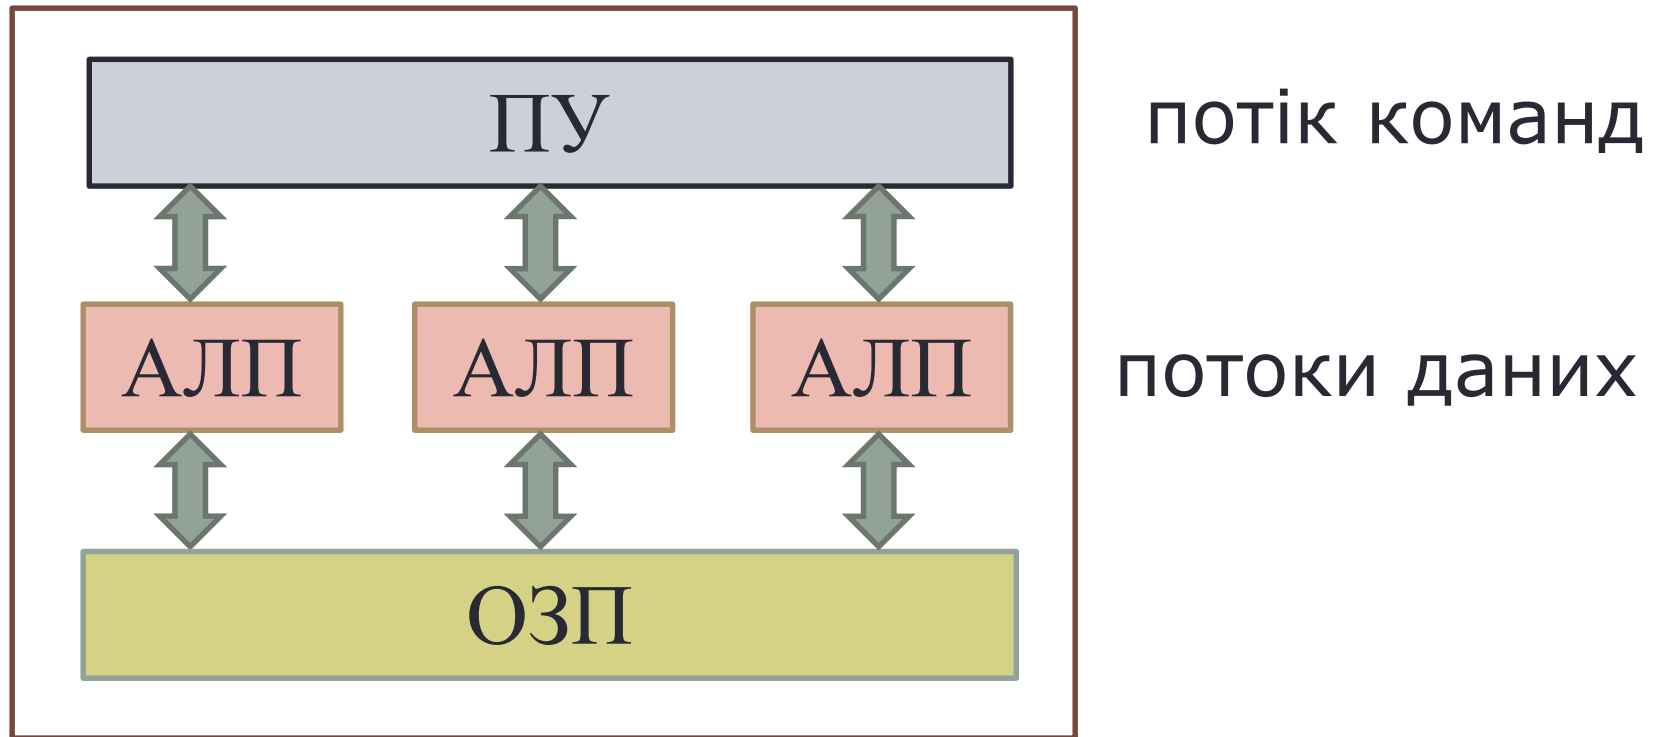 ПУ
потік команд
АЛП АЛП АЛП
потоки даних
ОЗП